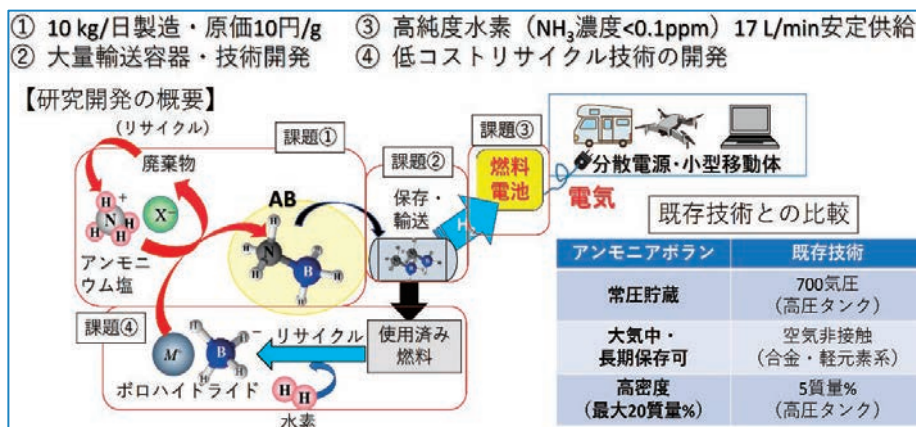 ① 10 kg/日製造・原価10円/g ③ 高純度水素（NH₃濃度<0.1ppm）17 L/min安定供給
② 大量輸送容器・技術開発 ④ 低コストリサイクル技術の開発
【研究開発の概要】
(リサイクル)
廃棄物
課題①
N
H
H
H
H
+
X⁻
アンモニ
ウム塩
AB
H
H
H
N
B
H
H
H
課題②
保存・
輸送
H
課題③
燃料
電池
電気
分散電源・小型移動体
課題④
M⁺
B
H
H
H
H
−
ボロハイドライド
リサイクル
H H
水素
使用済み
燃料
既存技術との比較
アンモニアボラン 既存技術
常圧貯蔵 700気圧
(高圧タンク)
大気中・ 空気非接触
長期保存可 (合金・軽元素系)
高密度 5質量%
(最大20質量%) (高圧タンク)